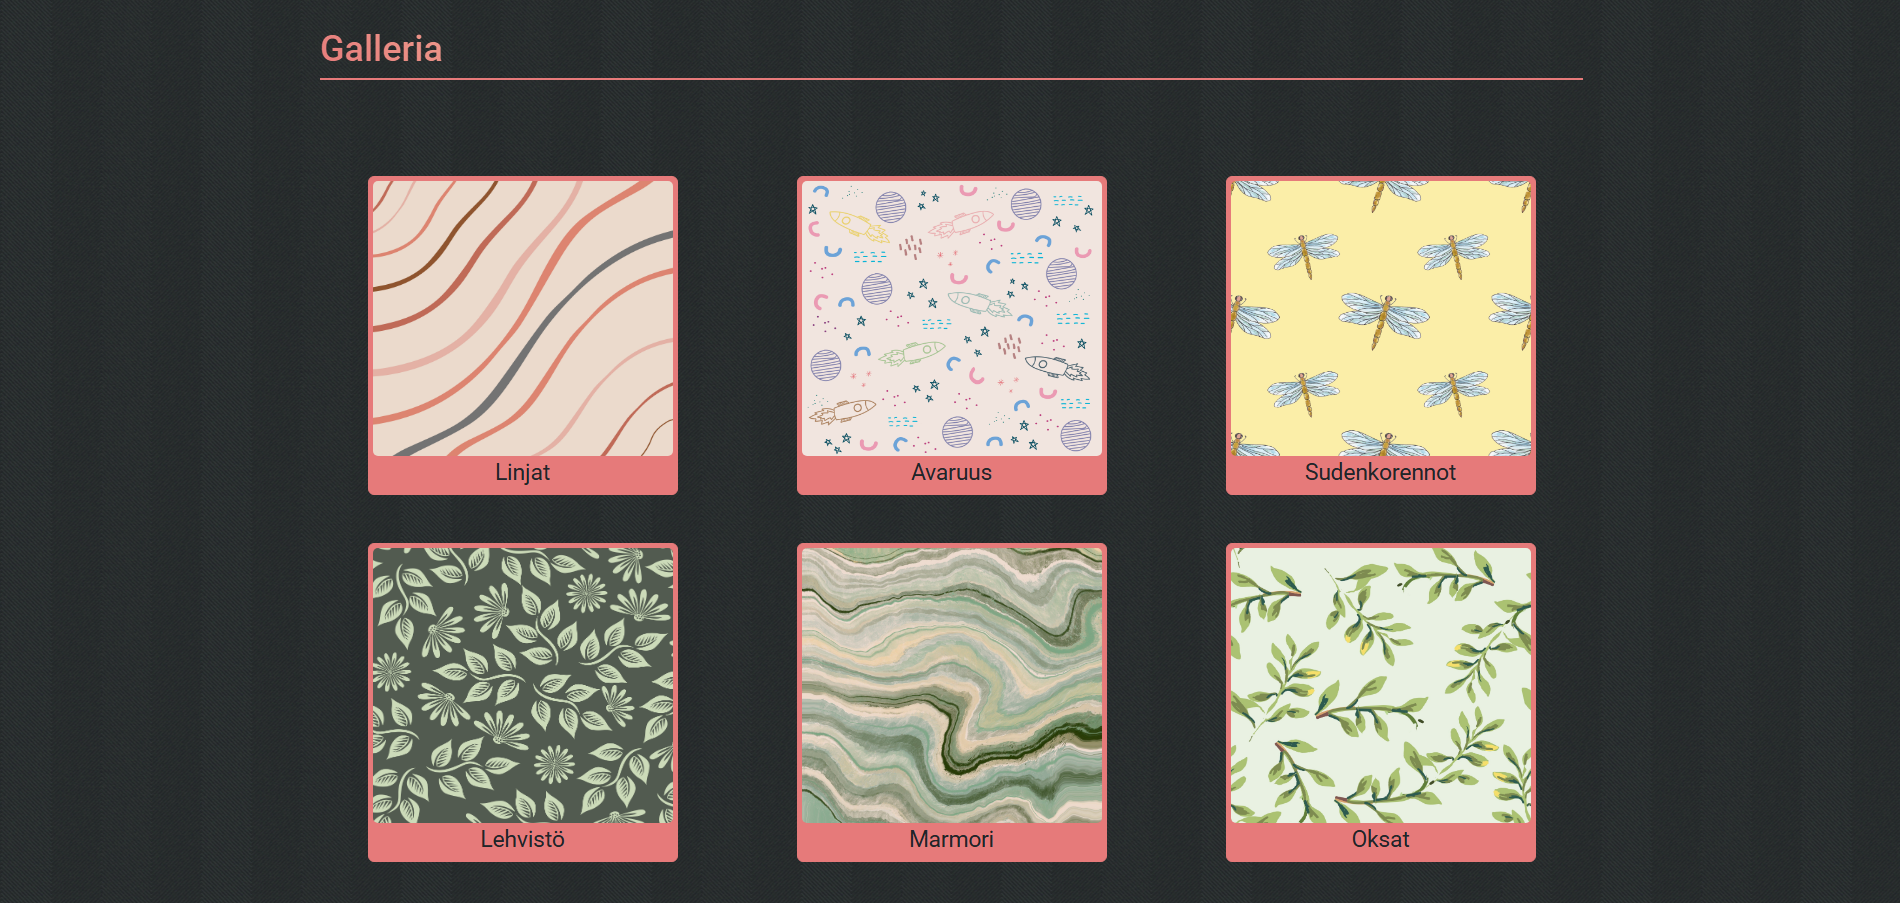 Galleria
Linjat
Avaruus
Sudenkorennot
Lehvistö
Marmori
Oksat